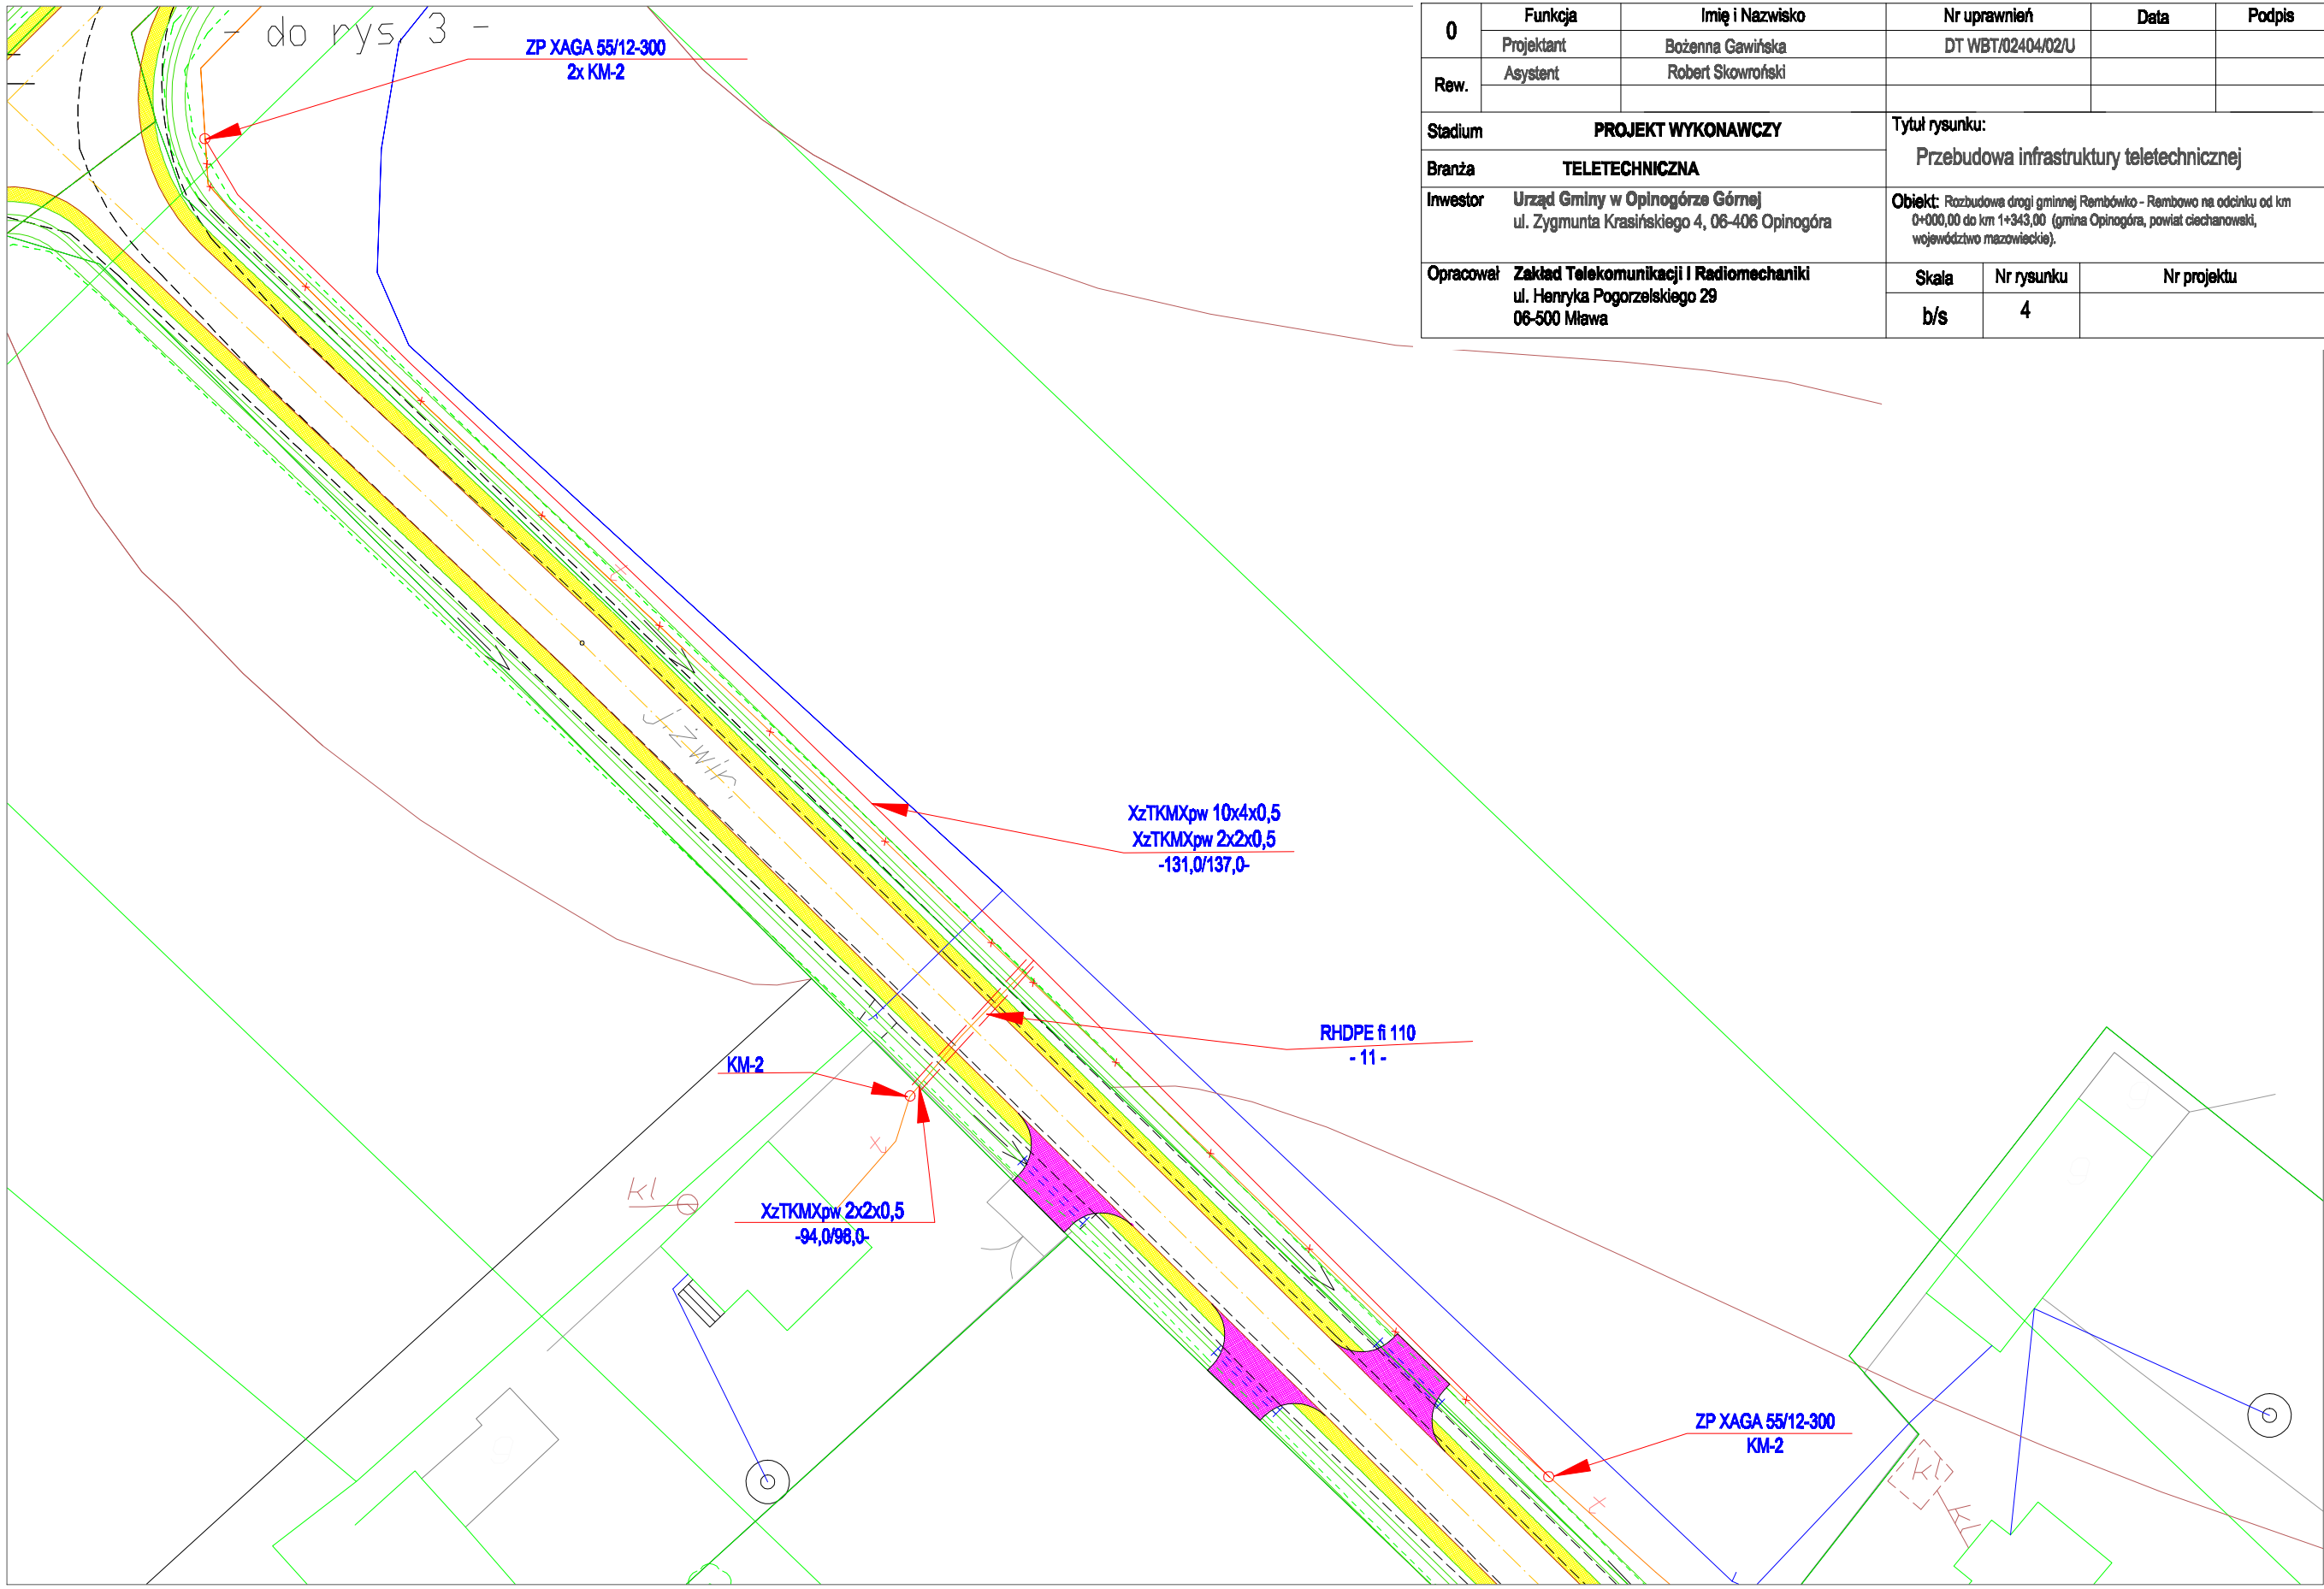 - do rys. 3 -
ZP XAGA 55/12-300
2x KM-2
0
Rew.
Funkcja
Imię i Nazwisko
Nr uprawnień
Data
Podpis
Projektant
Bożenna Gawińska
DT WBT/02404/02/U
Asystent
Robert Skowroński
Stadium
PROJEKT WYKONAWCZY
Branża
TELETECHNICZNA
Tytuł rysunku:
Przebudowa infrastruktury teletechnicznej
Inwestor
Urząd Gminy w Opinogórze Górnej
ul. Zygmunta Krasińskiego 4, 06-406 Opinogóra
Obiekt: Rozbudowa drogi gminnej Rembówko - Rembowo na odcinku od km
0+000,00 do km 1+343,00 (gmina Opinogóra, powiat ciechanowski,
województwo mazowieckie).
Opracował
Zakład Telekomunikacji i Radiomechaniki
ul. Henryka Pogorzelskiego 29
06-500 Mława
Skala
Nr rysunku
Nr projektu
b/s
4
j.żwir.
XzTKMXpw 10x4x0,5
XzTKMXpw 2x2x0,5
-131,0/137,0-
RHDPE fi 110
- 11 -
KM-2
kl
XzTKMXpw 2x2x0,5
-94,0/98,0-
ZP XAGA 55/12-300
KM-2
kl